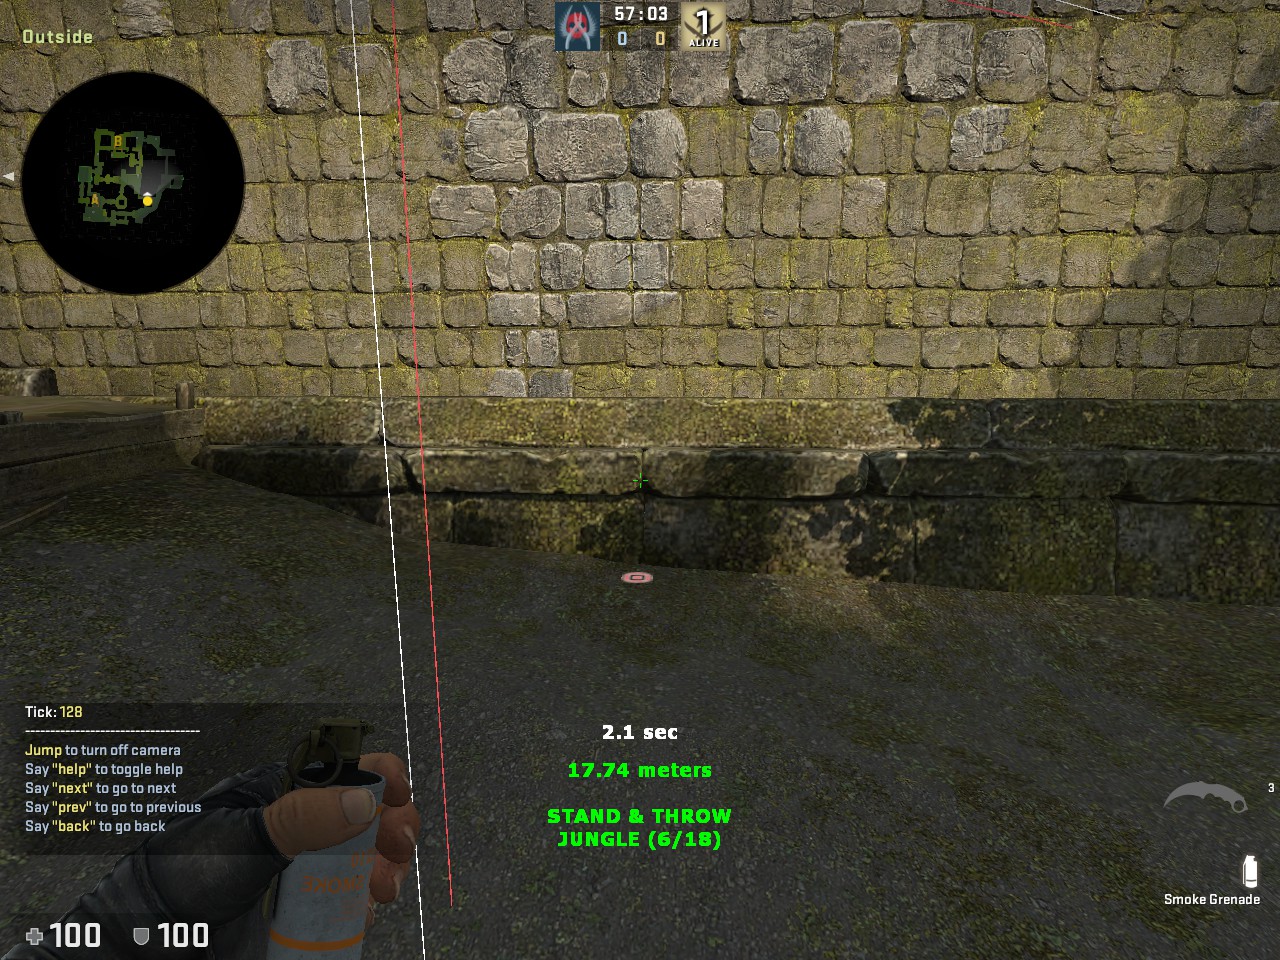 Outside
57:03
0 0
1
ALIVE
B
A
Tick: 128
-----------------------------------
Jump to turn off camera
Say "help" to toggle help
Say "next" to go to next
Say "prev" to go to previous
Say "back" to go back
2.1 sec
17.74 meters
STAND & THROW
JUNGLE (6/18)
3
Smoke Grenade
100 100